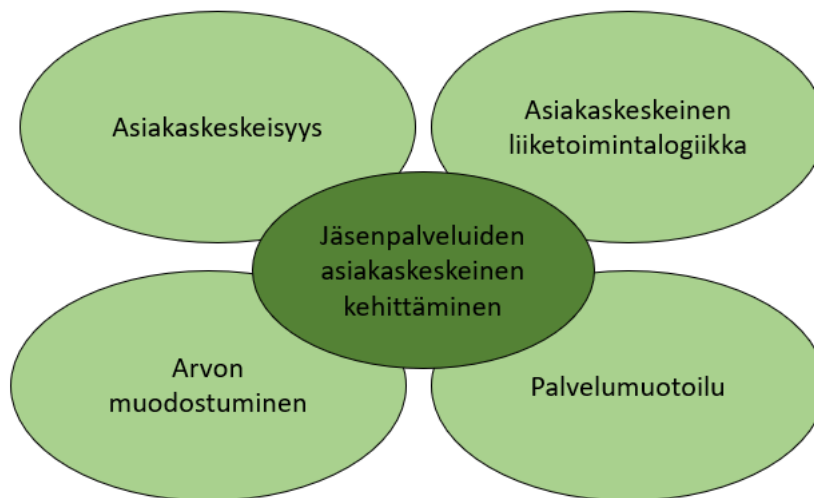 Asiakaskeskeisyys
Asiakaskeskeinen
liiketoimintalogiikka
Jäsenpalveluiden
asiakaskeskeinen
kehittäminen
Arvon
muodostuminen
Palvelumuotoilu